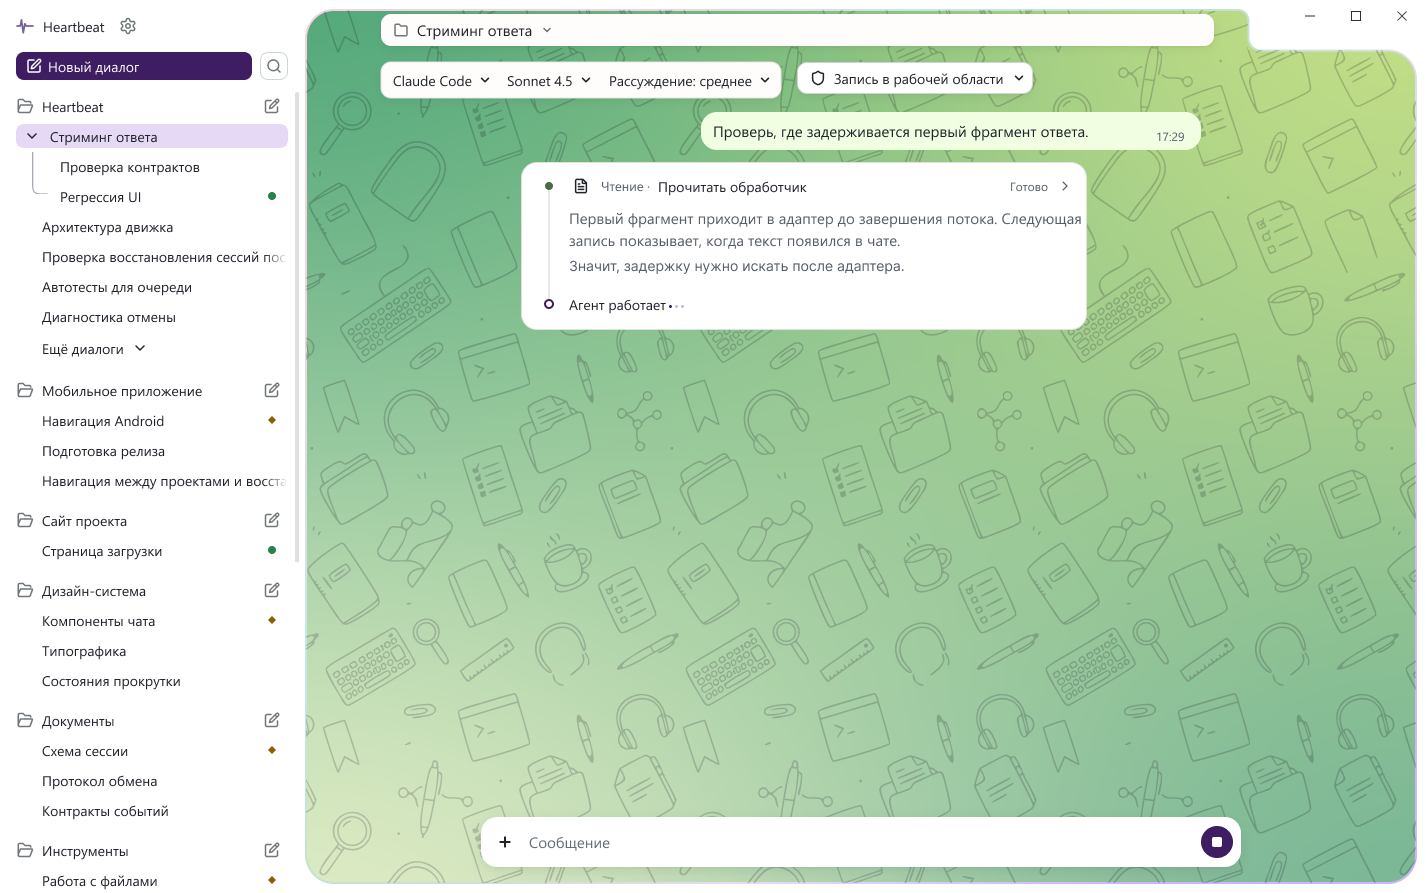 Heartbeat
Новый диалог
Heartbeat
Стриминг ответа
Проверка контрактов
Регрессия UI
Архитектура движка
Проверка восстановления сессий пос
Автотесты для очереди
Диагностика отмены
Ещё диалоги
Мобильное приложение
Навигация Android
Подготовка релиза
Навигация между проектами и восста
Сайт проекта
Страница загрузки
Дизайн-система
Компоненты чата
Типографика
Состояния прокрутки
Документы
Схема сессии
Протокол обмена
Контракты событий
Инструменты
Работа с файлами
Стриминг ответа
Claude Code Sonnet 4.5 Рассуждение: среднее Запись в рабочей области
Проверь, где задерживается первый фрагмент ответа. 17:29
Чтение · Прочитать обработчик Готово
Первый фрагмент приходит в адаптер до завершения потока. Следующая
запись показывает, когда текст появился в чате.
Значит, задержку нужно искать после адаптера.
Агент работает
Сообщение